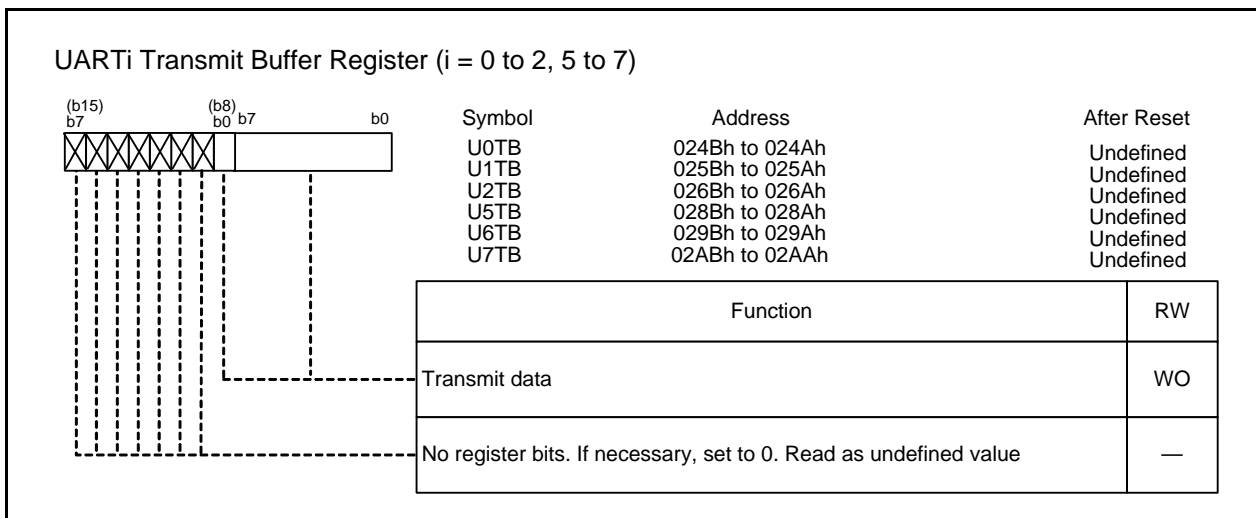 UARTi Transmit Buffer Register (i = 0 to 2, 5 to 7)
(b15) (b8)
b7 b0 b7 b0
Symbol Address After Reset
U0TB 024Bh to 024Ah Undefined
U1TB 025Bh to 025Ah Undefined
U2TB 026Bh to 026Ah Undefined
U5TB 028Bh to 028Ah Undefined
U6TB 029Bh to 029Ah Undefined
U7TB 02ABh to 02AAh Undefined
Function RW
Transmit data WO
No register bits. If necessary, set to 0. Read as undefined value —